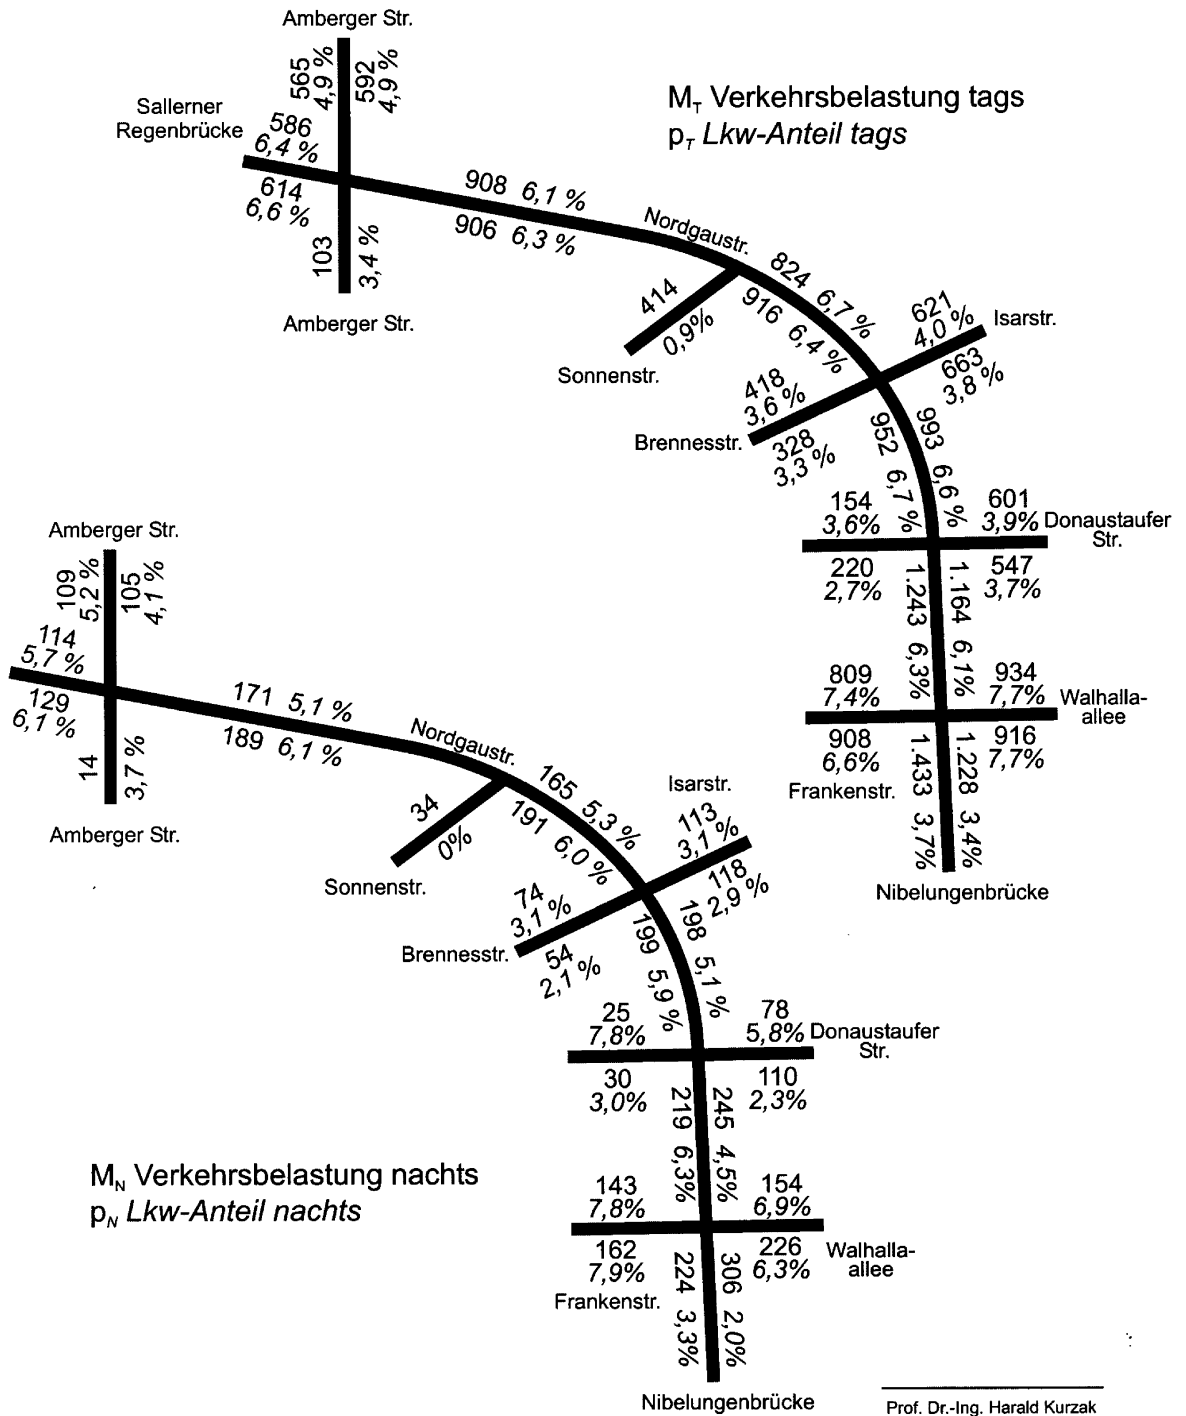 Amberger Str.
565
4,9 %
592
4,9 %
M_T Verkehrsbelastung tags
p_T Lkw-Anteil tags
Sallerner
Regenbrücke
586
6,4 %
614
6,6 %
103
3,4 %
Amberger Str.
908 6,1 %
906 6,3 %
Nordgaustr.
414
0,9%
Sonnenstr.
824 6,7 %
916 6,4 %
621
4,0 %
Isarstr.
663
3,8 %
418
3,6 %
Brennesstr.
328
3,3 %
993 6,6 %
952 6,7 %
154
3,6%
601
3,9%
Donaustaufer
Str.
220
2,7%
547
3,7%
1.243 6,3%
1.164 6,1%
809
7,4%
934
7,7%
Walhalla-
allee
908
6,6%
916
7,7%
Frankenstr.
1.433 3,7%
1.228 3,4%
Nibelungenbrücke
Amberger Str.
109
5,2 %
105
4,1 %
114
5,7 %
129
6,1 %
14
3,7 %
Amberger Str.
171 5,1 %
189 6,1 %
Nordgaustr.
34
0%
Sonnenstr.
165 5,3 %
191 6,0 %
Isarstr.
113
3,1 %
118
2,9 %
74
3,1 %
Brennesstr.
54
2,1 %
198 5,1 %
199 5,9 %
25
7,8%
78
5,8%
Donaustaufer
Str.
30
3,0%
110
2,3%
219 6,3%
245 4,5%
M_N Verkehrsbelastung nachts
p_N Lkw-Anteil nachts
143
7,8%
154
6,9%
162
7,9%
226
6,3%
Walhalla-
allee
Frankenstr.
224 3,3%
306 2,0%
Nibelungenbrücke
Prof. Dr.-Ing. Harald Kurzak